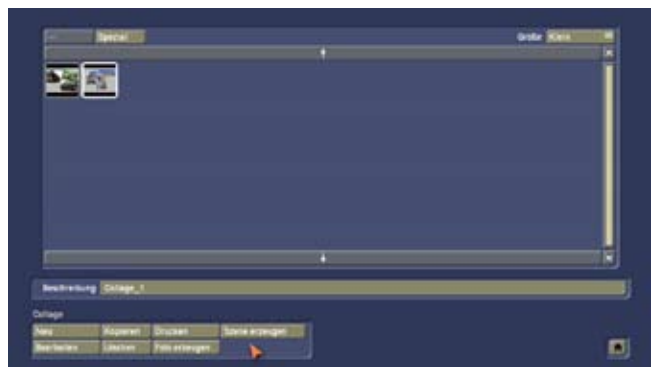 Spezial Größe Klein
Beschreibung Collage_1
Collage
Neu Kopieren Drucken Szene erzeugen
Bearbeiten Löschen Foto erzeugen